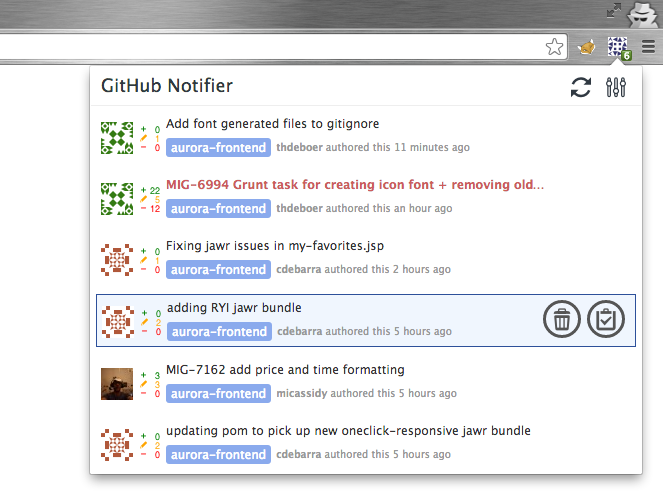 6
GitHub Notifier
+ 0
Add font generated files to gitignore
1
- 0
aurora-frontend thdeboer authored this 11 minutes ago
+ 22
MIG-6994 Grunt task for creating icon font + removing old...
5
- 12
aurora-frontend thdeboer authored this an hour ago
+ 0
Fixing jawr issues in my-favorites.jsp
1
- 0
aurora-frontend cdebarra authored this 2 hours ago
+ 0
adding RYI jawr bundle
2
- 0
aurora-frontend cdebarra authored this 5 hours ago
+ 3
MIG-7162 add price and time formatting
3
- 0
aurora-frontend micassidy authored this 5 hours ago
+ 0
updating pom to pick up new oneclick-responsive jawr bundle
2
- 0
aurora-frontend cdebarra authored this 5 hours ago